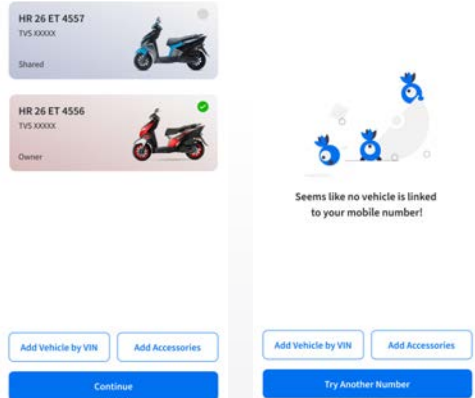 HR 26 ET 4557
TVS XXXXX
Shared
HR 26 ET 4556
TVS XXXXX
Owner
Add Vehicle by VIN
Add Accessories
Continue
Seems like no vehicle is linked
to your mobile number!
Add Vehicle by VIN
Add Accessories
Try Another Number